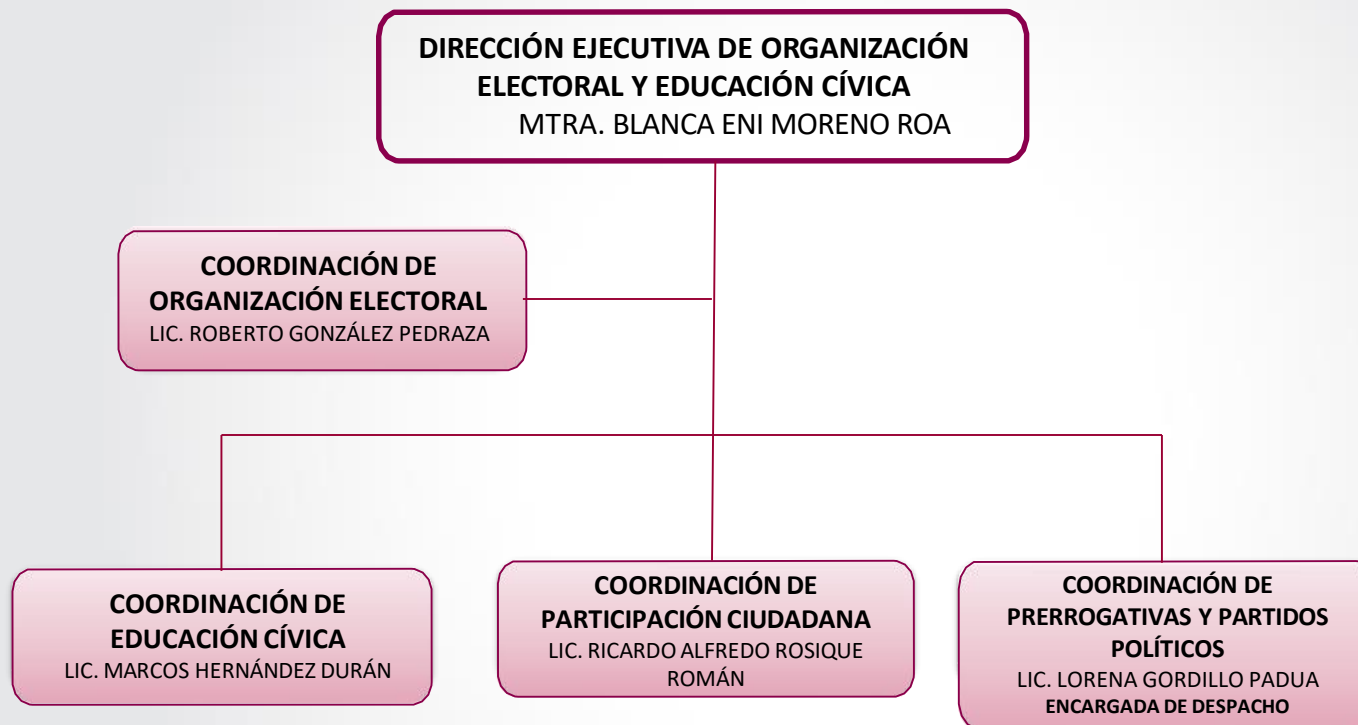 DIRECCIÓN EJECUTIVA DE ORGANIZACIÓN
ELECTORAL Y EDUCACIÓN CÍVICA
MTRA. BLANCA ENI MORENO ROA
COORDINACIÓN DE
ORGANIZACIÓN ELECTORAL
LIC. ROBERTO GONZÁLEZ PEDRAZA
COORDINACIÓN DE
EDUCACIÓN CÍVICA
LIC. MARCOS HERNÁNDEZ DURÁN
COORDINACIÓN DE
PARTICIPACIÓN CIUDADANA
LIC. RICARDO ALFREDO ROSIQUE
ROMÁN
COORDINACIÓN DE
PRERROGATIVAS Y PARTIDOS
POLÍTICOS
LIC. LORENA GORDILLO PADUA
ENCARGADA DE DESPACHO